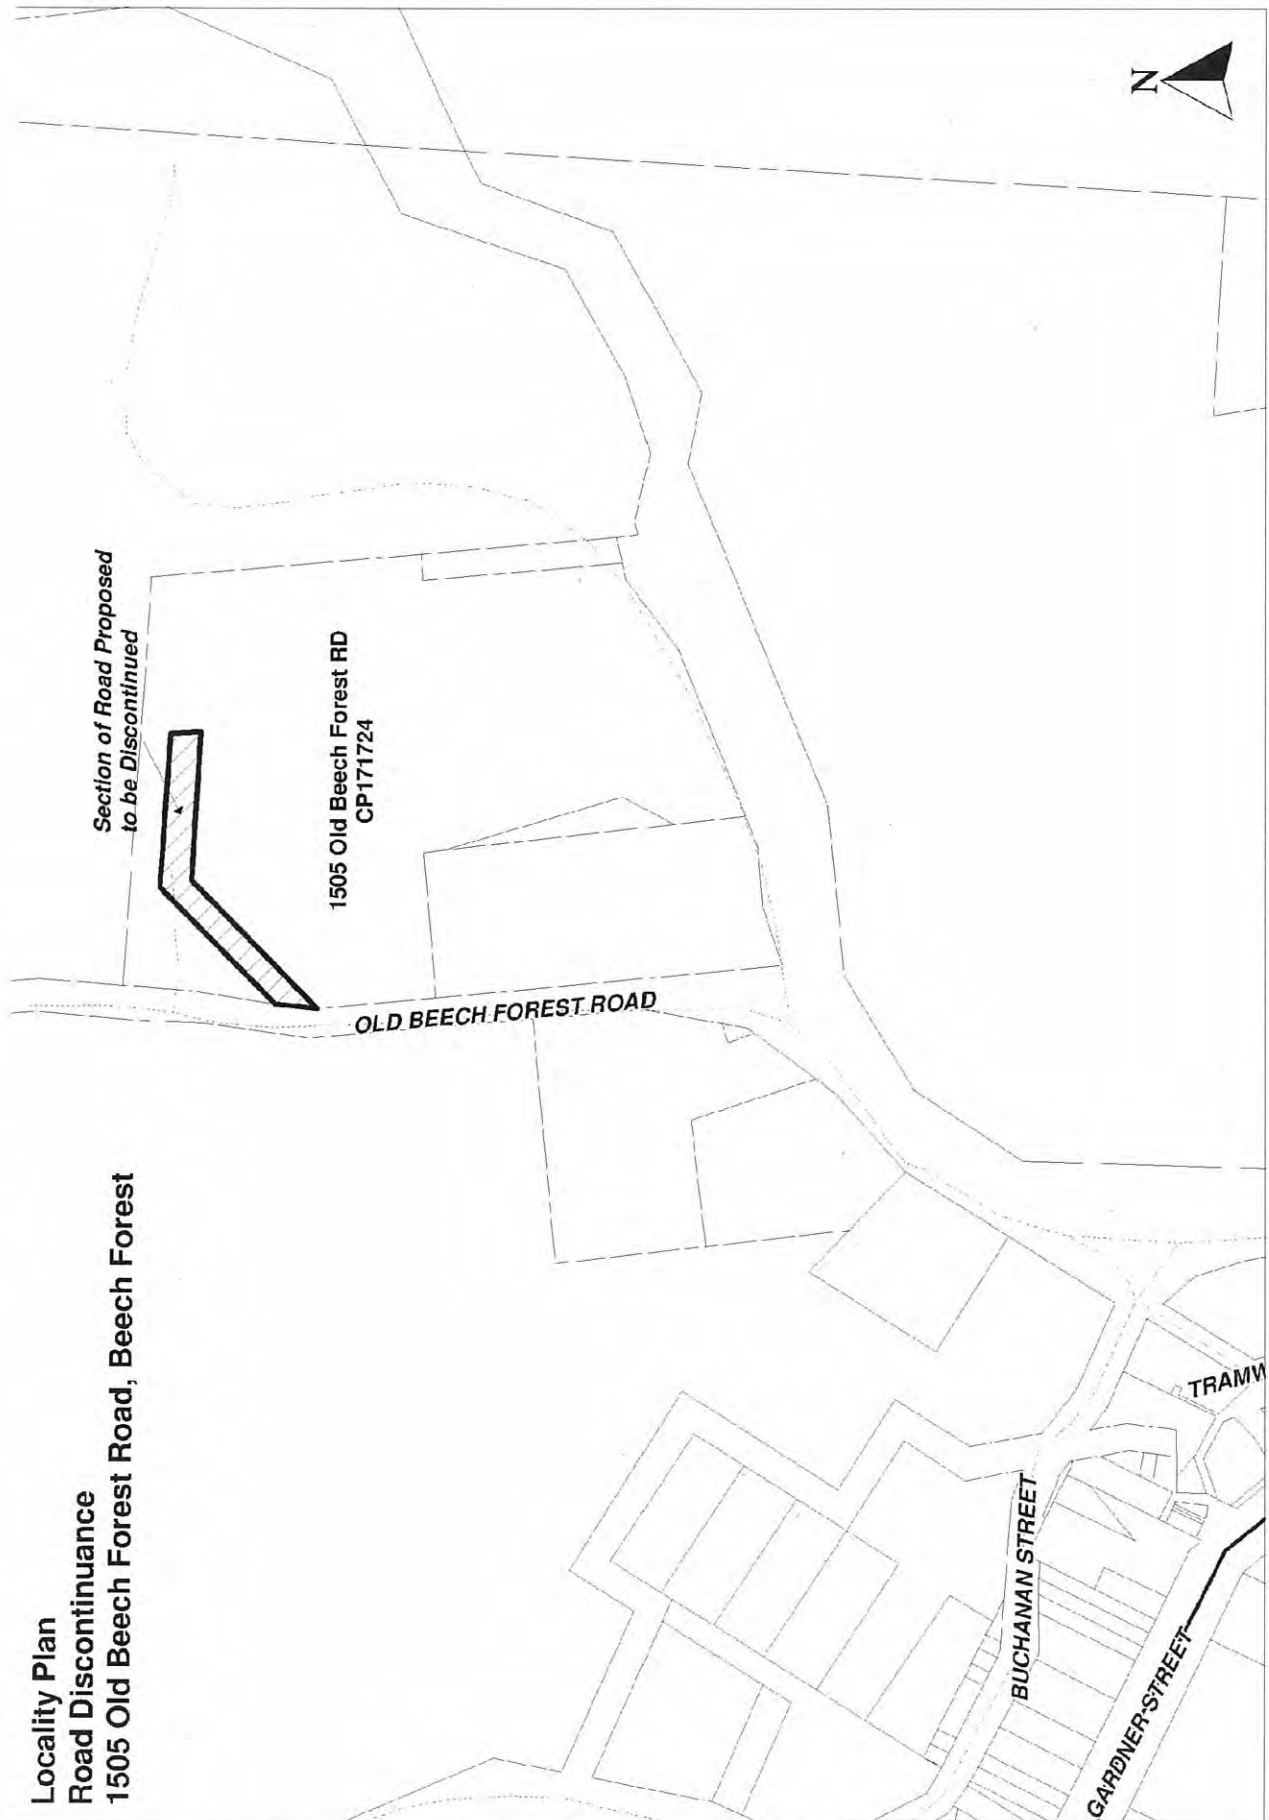 Locality Plan
Road Discontinuance
1505 Old Beech Forest Road, Beech Forest
N
Section of Road Proposed
to be Discontinued
1505 Old Beech Forest RD
CP171724
OLD BEECH FOREST ROAD
BUCHANAN STREET
GARDNER STREET
TRAMW